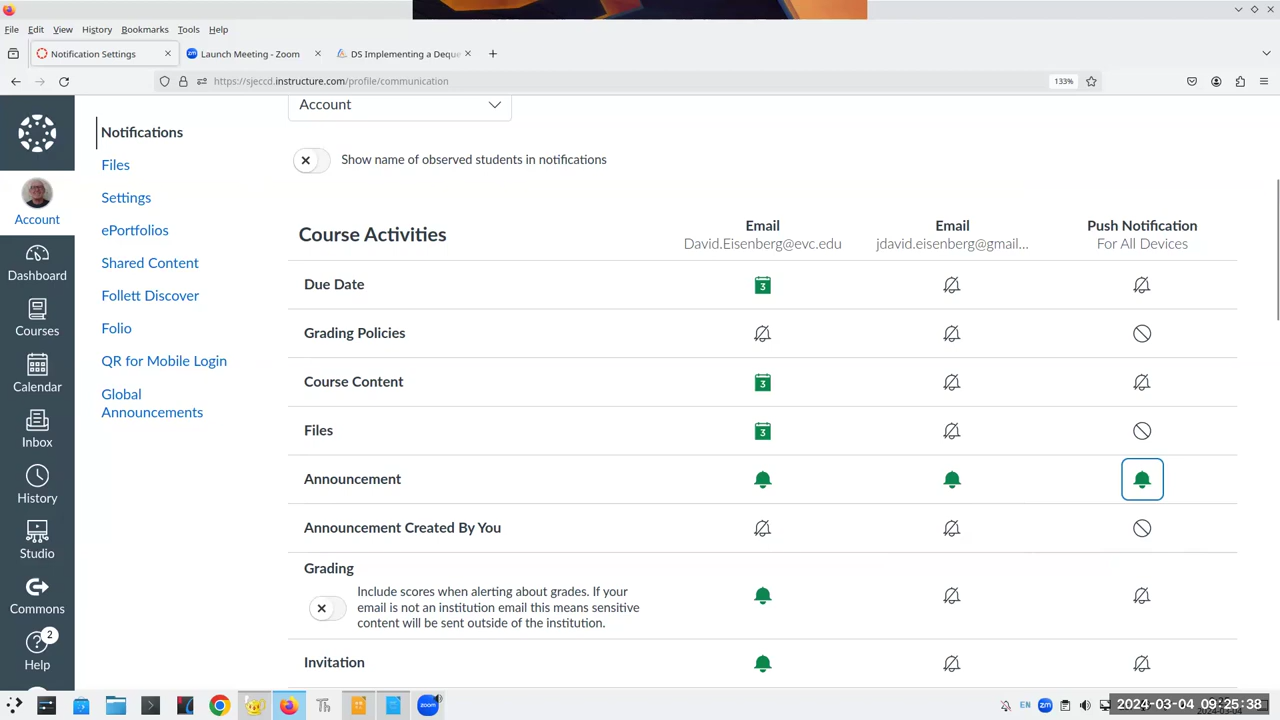 File Edit View History Bookmarks Tools Help
Notification Settings
Launch Meeting - Zoom
DS Implementing a Deque
https://sjeccd.instructure.com/profile/communication
133%
Account
Dashboard
Courses
Calendar
Inbox
History
Studio
Commons
2
Help
Notifications
Files
Settings
ePortfolios
Shared Content
Follett Discover
Folio
QR for Mobile Login
Global
Announcements
Account
Show name of observed students in notifications
Course Activities
Email
David.Eisenberg@evc.edu
Email
jdavid.eisenberg@gmail...
Push Notification
For All Devices
Due Date
3
Grading Policies
Course Content
3
Files
3
Announcement
Announcement Created By You
Grading
Include scores when alerting about grades. If your
email is not an institution email this means sensitive
content will be sent outside of the institution.
Invitation
Th
zoom
EN
zm
2024-03-04 09:25:38